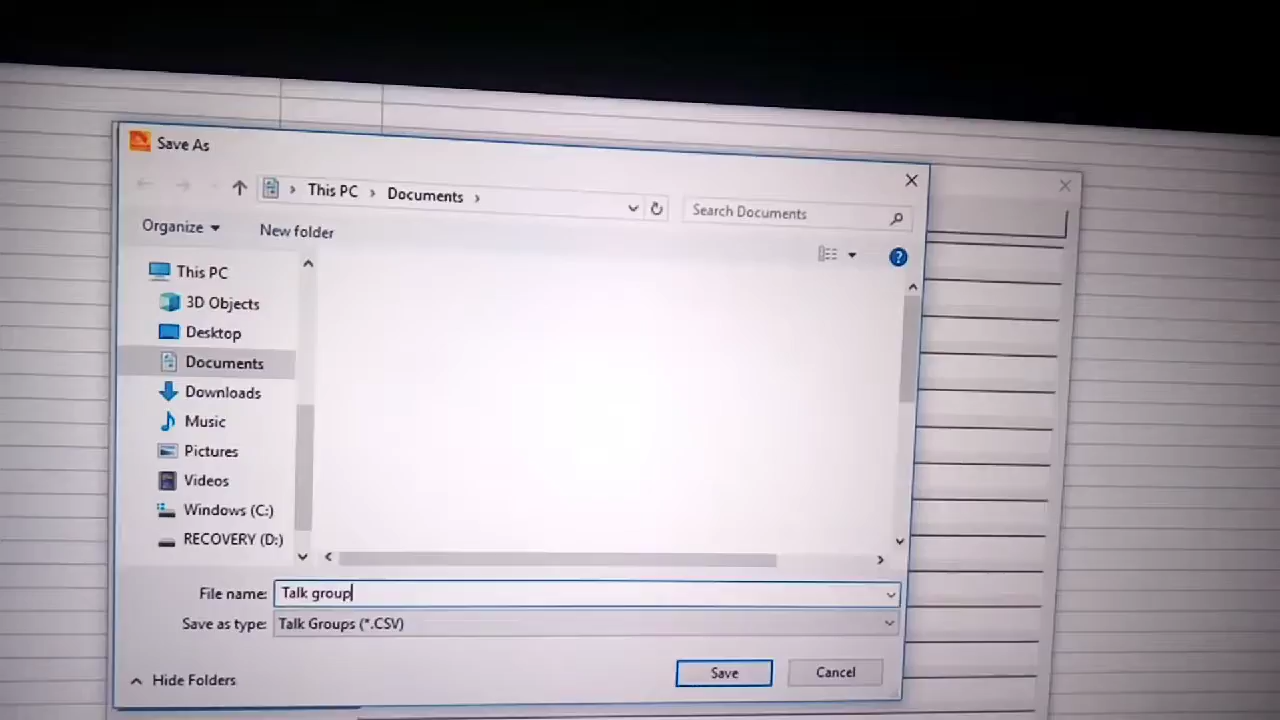 Save As
This PC > Documents >
Search Documents
Organize
New folder
This PC
3D Objects
Desktop
Documents
Downloads
Music
Pictures
Videos
Windows (C:)
RECOVERY (D:)
File name: Talk group
Save as type: Talk Groups (*.CSV)
Save
Cancel
Hide Folders